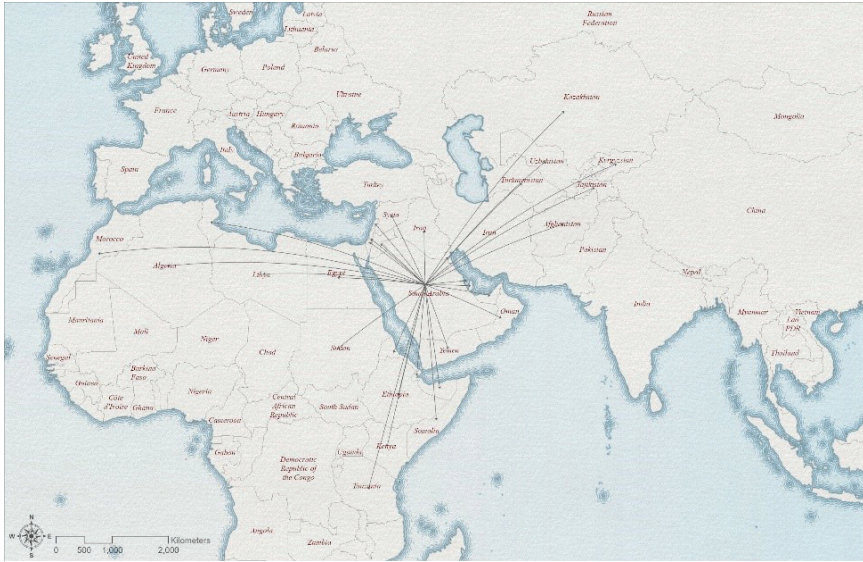 Sweden
Latvia
Russian
Federation
Lithuania
Belarus
United
Kingdom
Germany
Poland
Kazakhstan
Ukraine
France
Austria
Hungary
Mongolia
Romania
Italy
Bulgaria
Uzbekistan
Kyrgyzstan
Spain
Turkey
Turkmenistan
Tajikistan
Syria
China
Iraq
Iran
Afghanistan
Morocco
Pakistan
Algeria
Libya
Egypt
Nepal
Saudi Arabia
India
Oman
Myanmar
Vietnam
Lao
PDR
Mauritania
Mali
Niger
Chad
Sudan
Yemen
Thailand
Senegal
Burkina
Faso
Guinea
Nigeria
Ethiopia
Côte
d'Ivoire
Ghana
Central
African
Republic
South Sudan
Cameroon
Somalia
Gabon
Uganda
Kenya
Democratic
Republic of
the Congo
Tanzania
Angola
Zambia
N
W
E
S
Kilometers
0
500
1,000
2,000